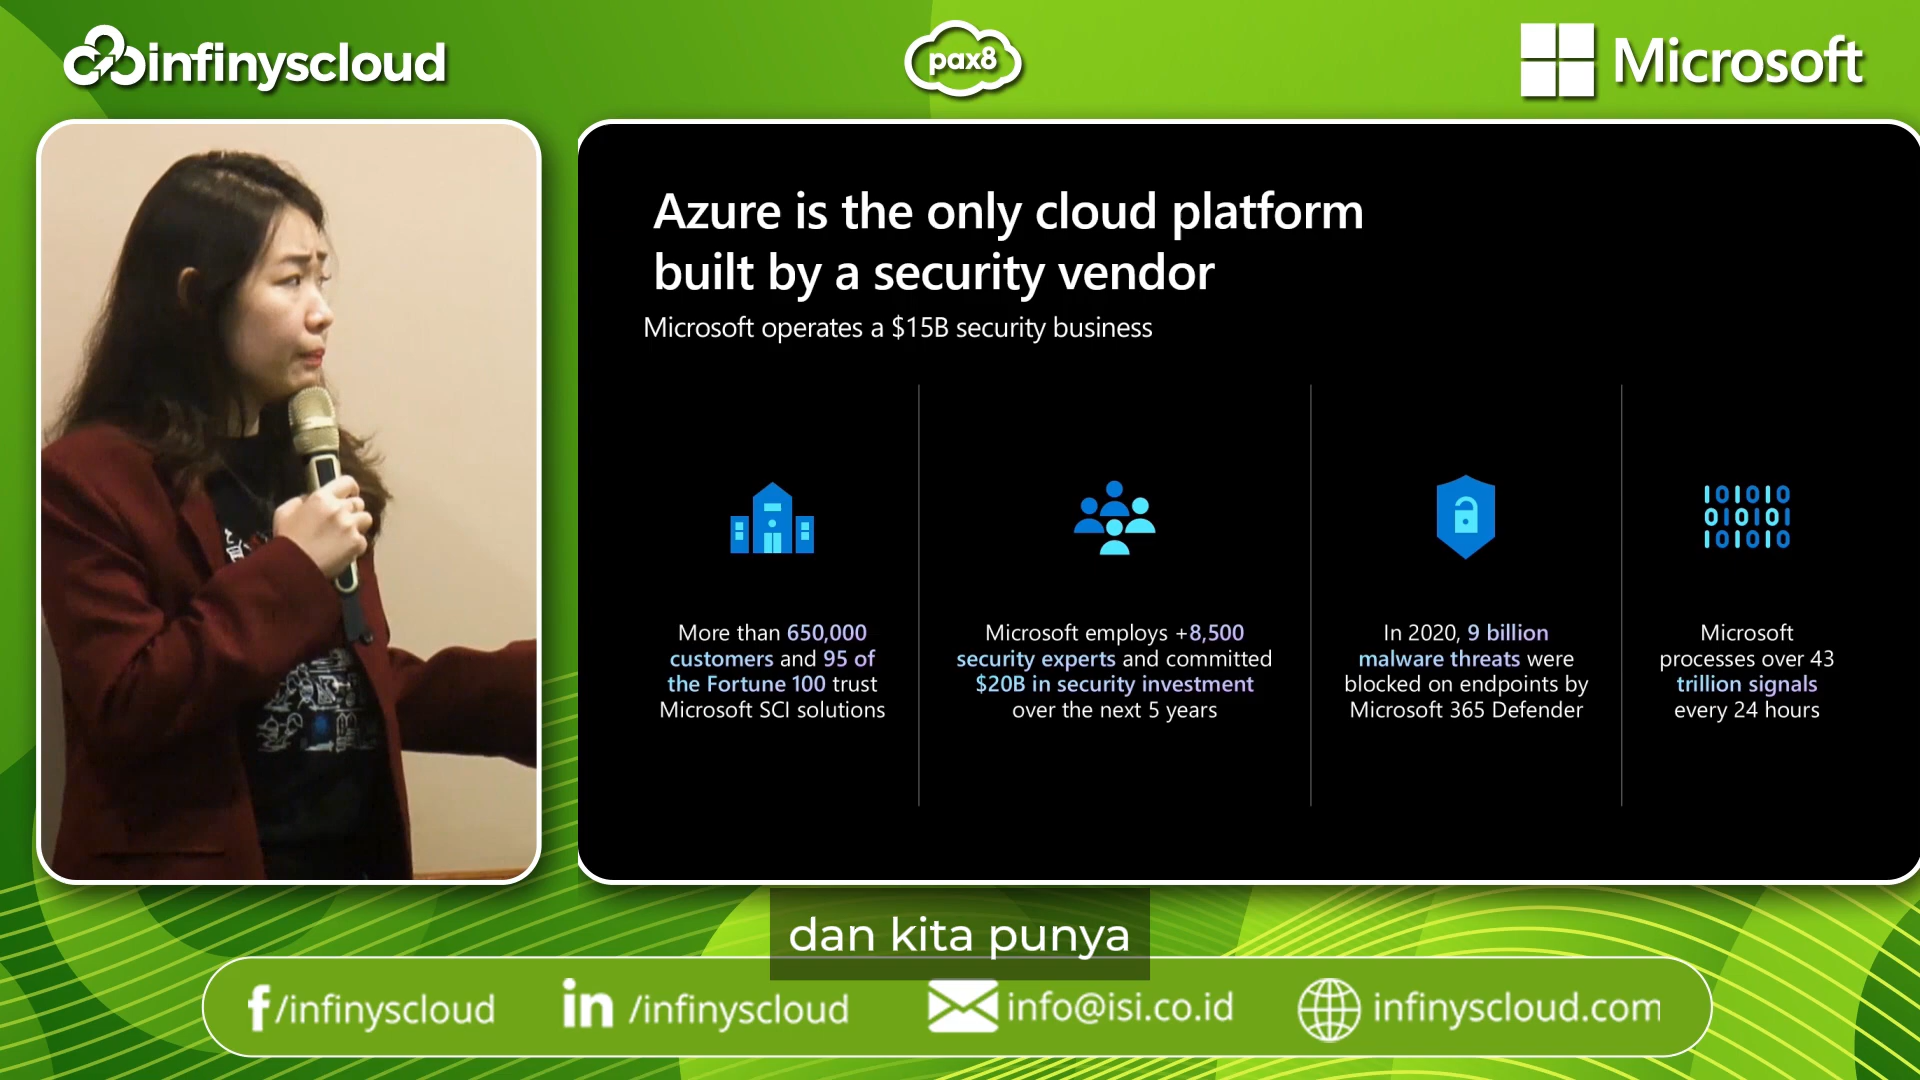 infinyscloud
pax8
Microsoft
Azure is the only cloud platform
built by a security vendor
Microsoft operates a $15B security business
101010
010101
101010
More than 650,000
customers and 95 of
the Fortune 100 trust
Microsoft SCI solutions
Microsoft employs +8,500
security experts and committed
$20B in security investment
over the next 5 years
In 2020, 9 billion
malware threats were
blocked on endpoints by
Microsoft 365 Defender
Microsoft
processes over 43
trillion signals
every 24 hours
dan kita punya
f/infinyscloud
in /infinyscloud
info@isi.co.id
infinyscloud.com